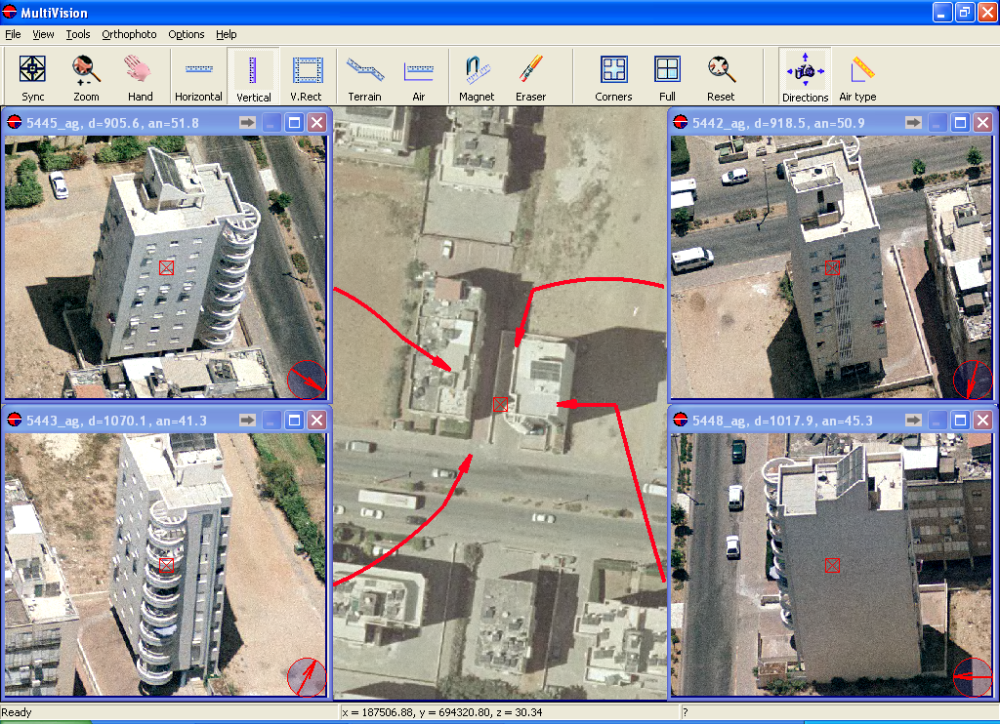 MultiVision
File View Tools Orthophoto Options Help
Sync Zoom Hand Horizontal Vertical V.Rect Terrain Air Magnet Eraser Corners Full Reset Directions Air type
5445_ag, d=905.6, an=51.8
5442_ag, d=918.5, an=50.9
5443_ag, d=1070.1, an=41.3
5448_ag, d=1017.9, an=45.3
Ready x = 187506.88, y = 694320.80, z = 30.34 ?